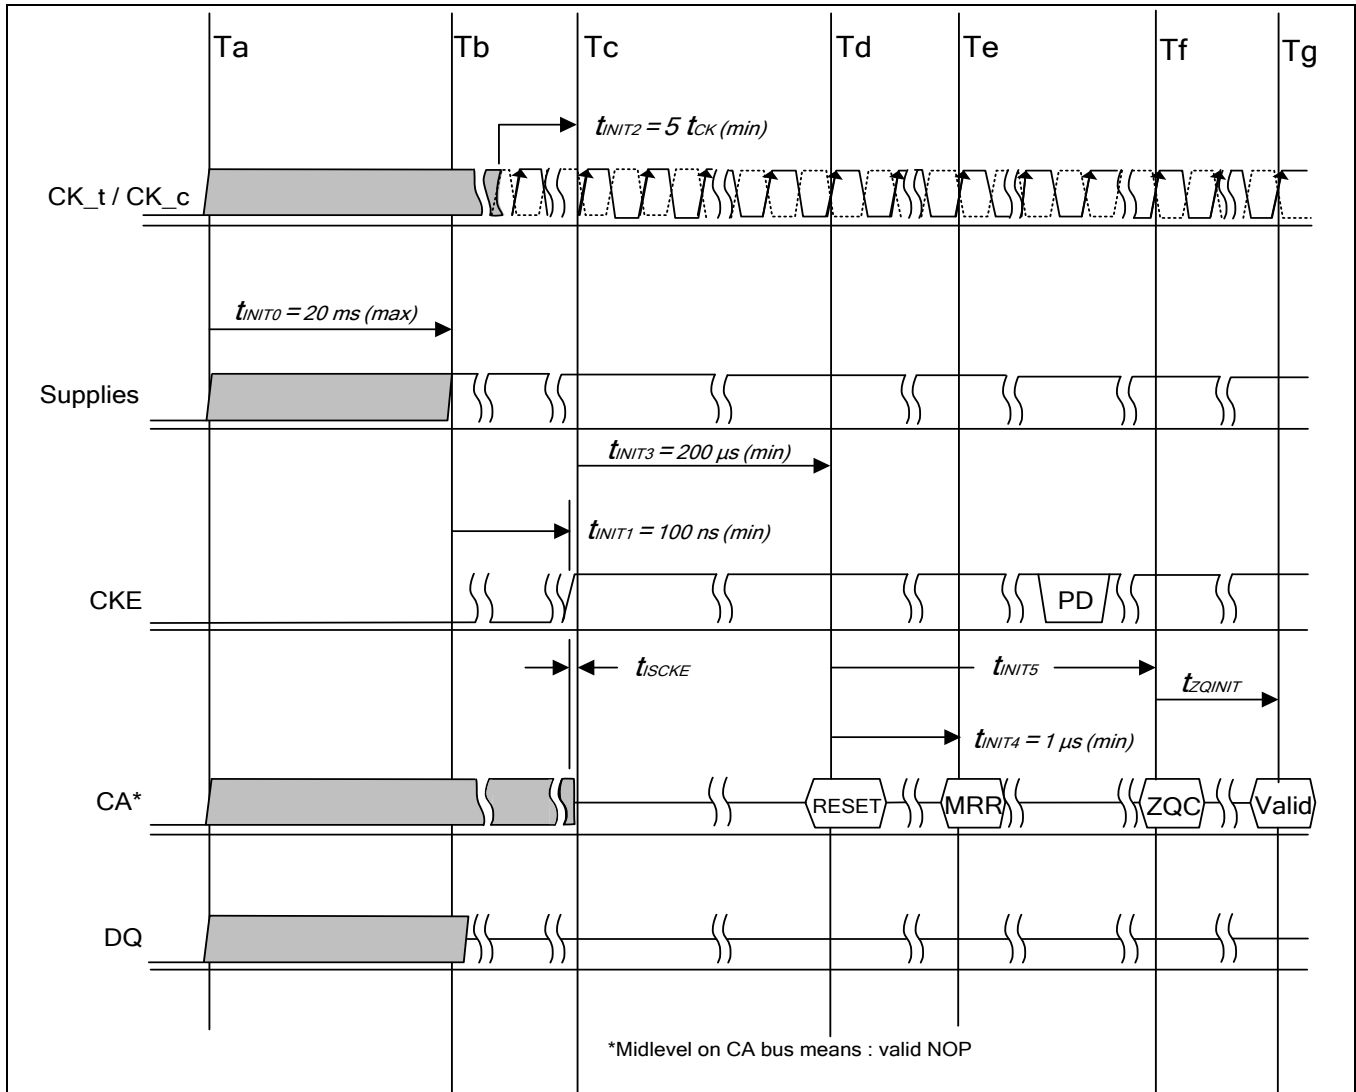 Ta Tb Tc Td Te Tf Tg
tINIT2 = 5 tCK (min)
CK_t / CK_c
tINIT0 = 20 ms (max)
Supplies
tINIT3 = 200 µs (min)
tINIT1 = 100 ns (min)
CKE PD
tISCKE tINIT5 tZQINIT
tINIT4 = 1 µs (min)
CA* RESET MRR ZQC Valid
DQ
*Midlevel on CA bus means : valid NOP